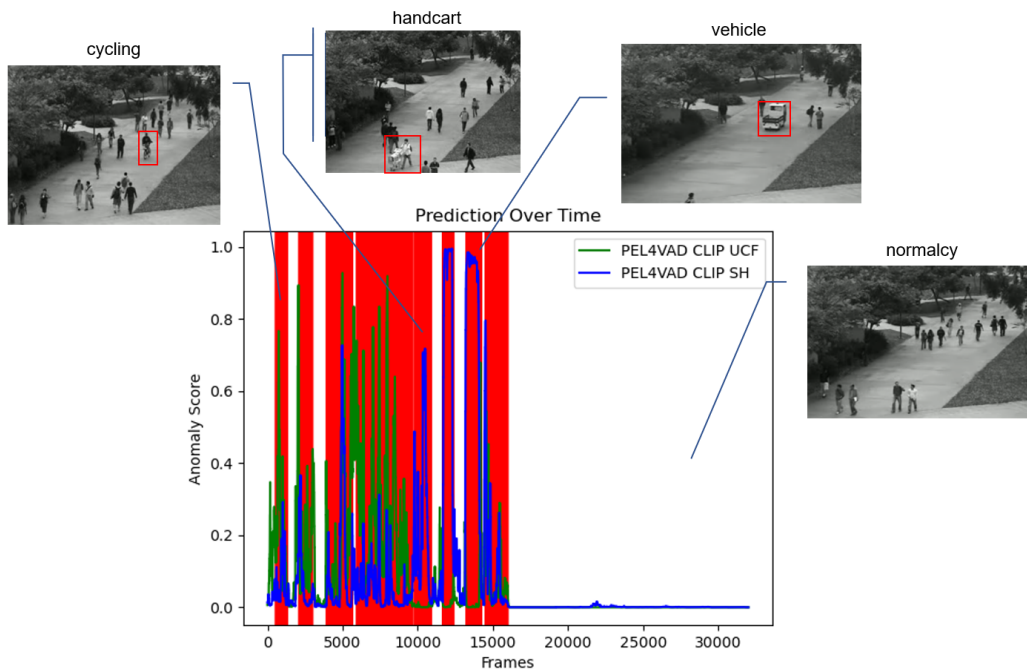 cycling
handcart
vehicle
normalcy
Prediction Over Time
PEL4VAD CLIP UCF
PEL4VAD CLIP SH
Anomaly Score
1.0
0.8
0.6
0.4
0.2
0.0
0
5000
10000
15000
20000
25000
30000
Frames